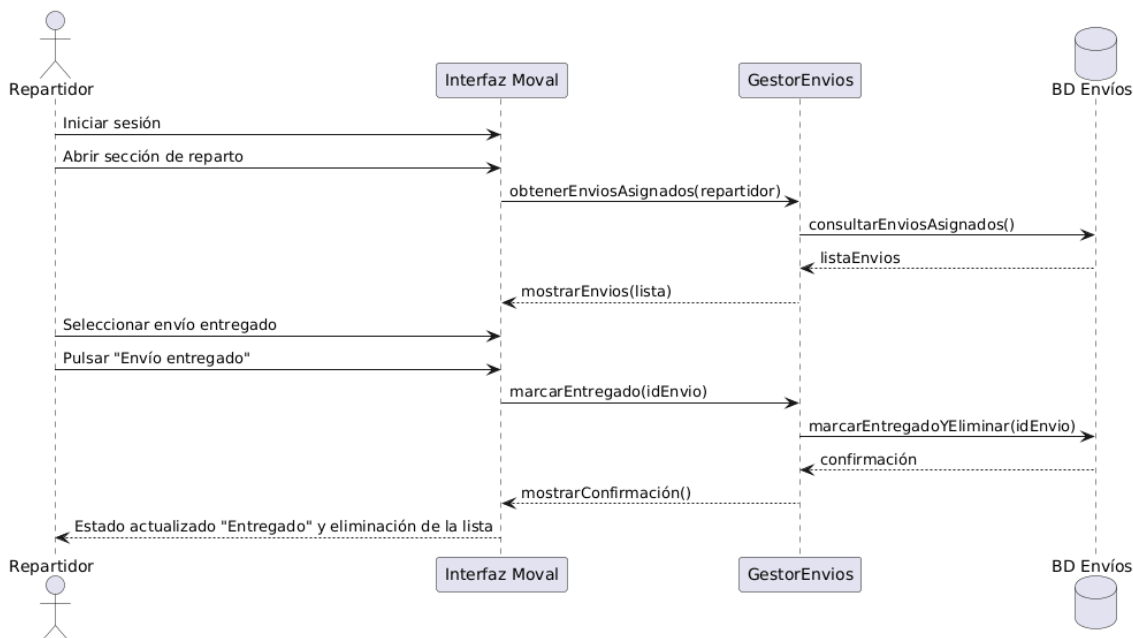 Repartidor
Interfaz Moval
GestorEnvios
BD Envíos
Iniciar sesión
Abrir sección de reparto
obtenerEnviosAsignados(repartidor)
consultarEnviosAsignados()
listaEnvios
mostrarEnvios(lista)
Seleccionar envío entregado
Pulsar "Envío entregado"
marcarEntregado(idEnvio)
marcarEntregadoYEliminar(idEnvio)
confirmación
mostrarConfirmación()
Estado actualizado "Entregado" y eliminación de la lista
Repartidor
Interfaz Moval
GestorEnvios
BD Envíos